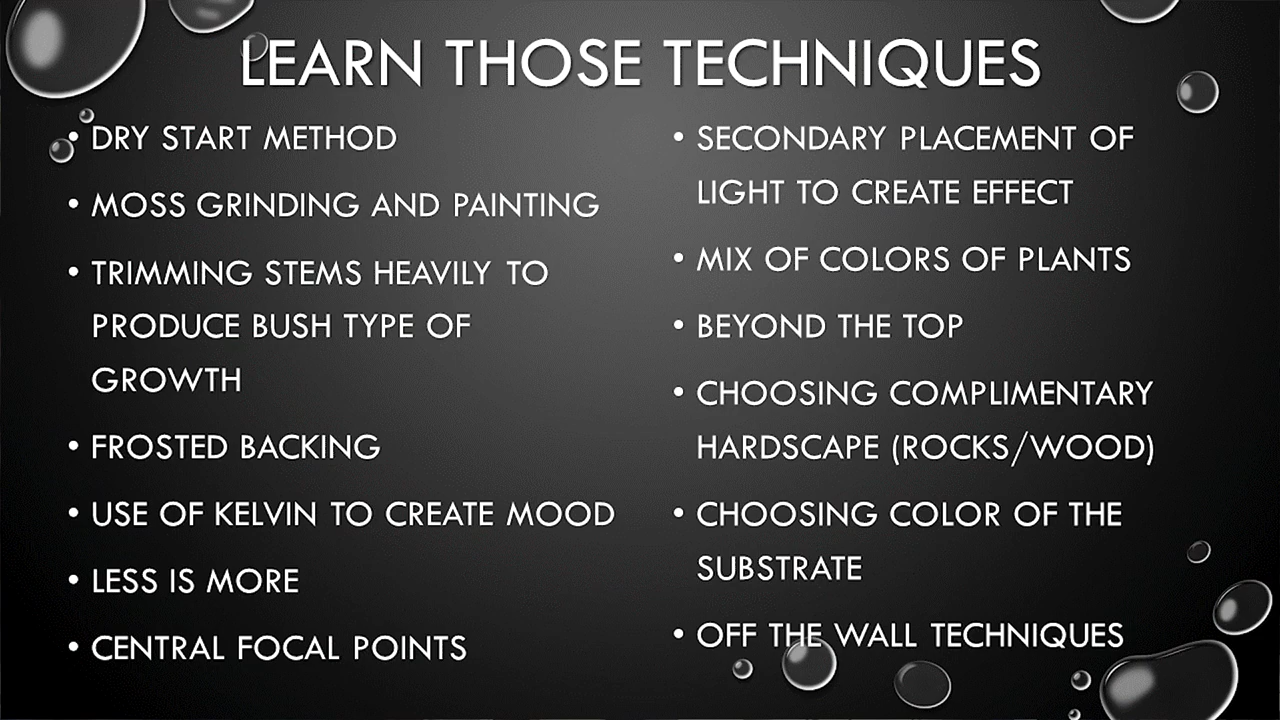 LEARN THOSE TECHNIQUES
• DRY START METHOD
• MOSS GRINDING AND PAINTING
• TRIMMING STEMS HEAVILY TO
PRODUCE BUSH TYPE OF
GROWTH
• FROSTED BACKING
• USE OF KELVIN TO CREATE MOOD
• LESS IS MORE
• CENTRAL FOCAL POINTS
• SECONDARY PLACEMENT OF
LIGHT TO CREATE EFFECT
• MIX OF COLORS OF PLANTS
• BEYOND THE TOP
• CHOOSING COMPLIMENTARY
HARDSCAPE (ROCKS/WOOD)
• CHOOSING COLOR OF THE
SUBSTRATE
• OFF THE WALL TECHNIQUES